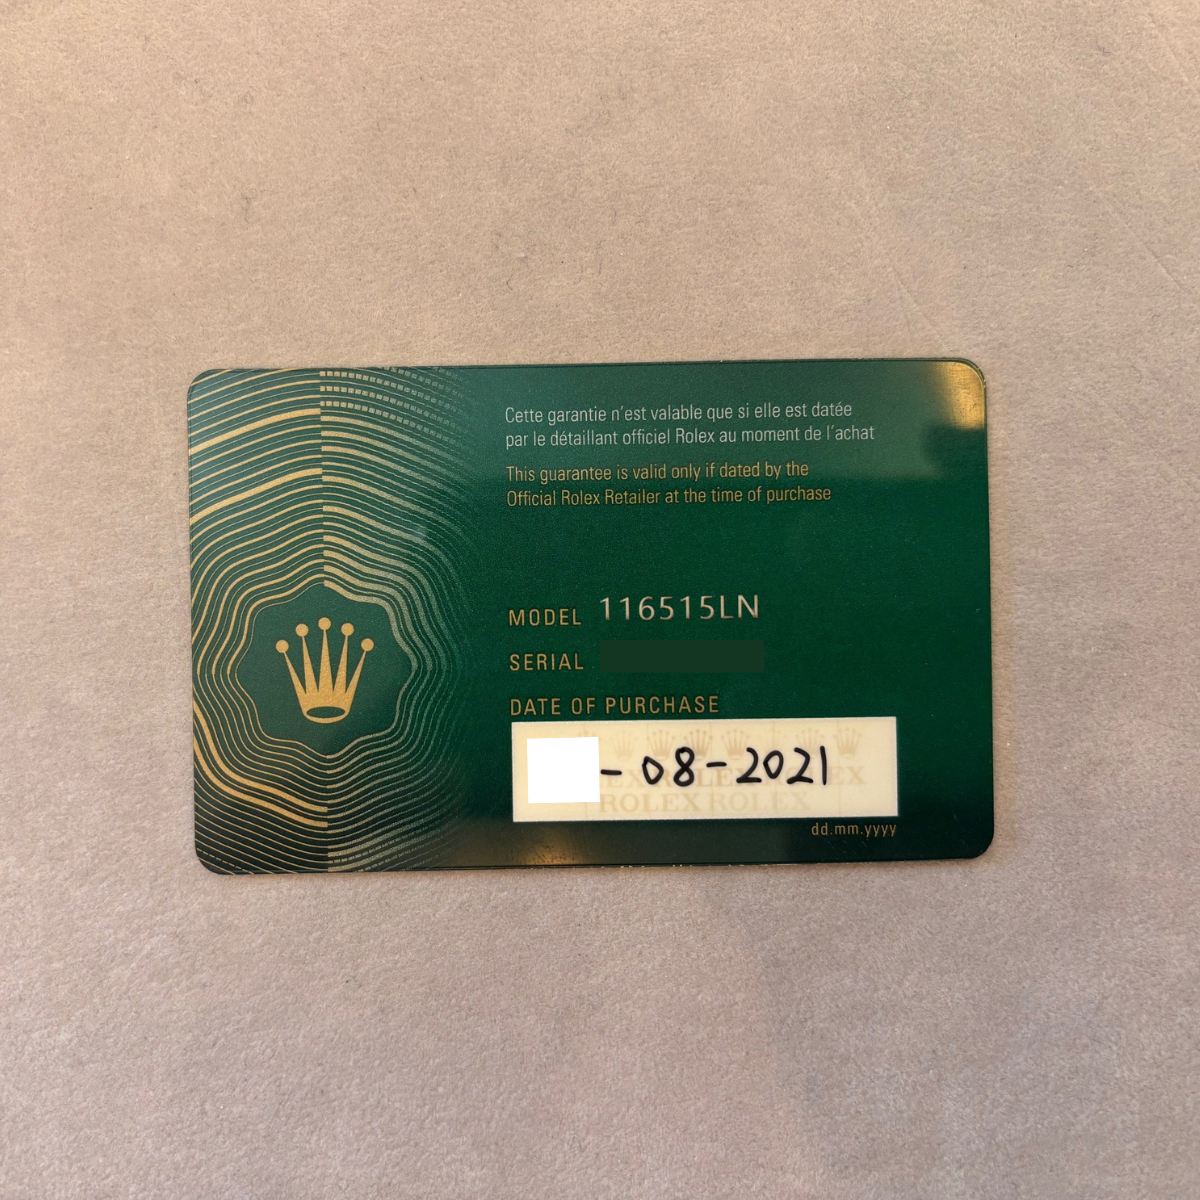 Cette garantie n'est valable que si elle est datée
par le détaillant officiel Rolex au moment de l'achat
This guarantee is valid only if dated by the
Official Rolex Retailer at the time of purchase
MODEL 116515LN
SERIAL
DATE OF PURCHASE
- 08 - 2021
ROLEX ROLEX
dd.mm.yyyy